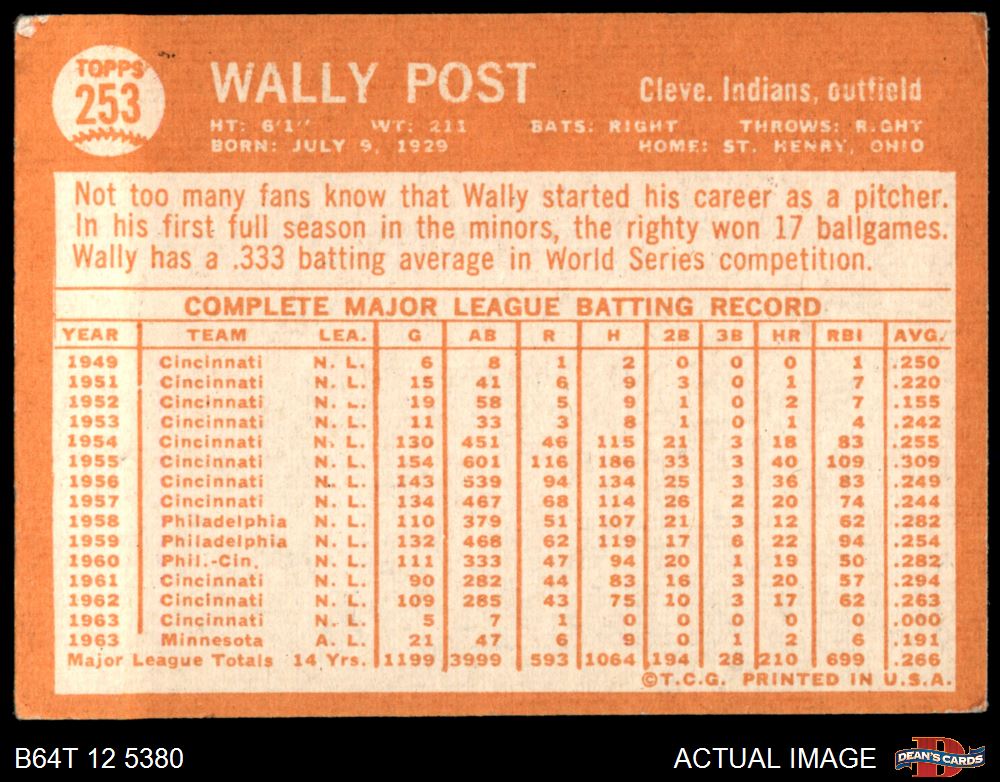 TOPPS
253
WALLY POST
Cleve. Indians, outfield
HT: 6'1" WT: 211 BATS: RIGHT THROWS: RIGHT
BORN: JULY 9, 1929 HOME: ST. HENRY, OHIO
Not too many fans know that Wally started his career as a pitcher.
In his first full season in the minors, the righty won 17 ballgames.
Wally has a .333 batting average in World Series competition.
COMPLETE MAJOR LEAGUE BATTING RECORD
YEAR TEAM LEA. G AB R H 2B 3B HR RBI AVG.
1949 Cincinnati N. L. 6 8 1 2 0 0 0 1 .250
1951 Cincinnati N. L. 15 41 6 9 3 0 1 7 .220
1952 Cincinnati N. L. 19 58 5 9 1 0 2 7 .155
1953 Cincinnati N. L. 11 33 3 8 1 0 1 4 .242
1954 Cincinnati N. L. 130 451 46 115 21 3 18 83 .255
1955 Cincinnati N. L. 154 601 116 186 33 3 40 109 .309
1956 Cincinnati N. L. 143 539 94 134 25 3 36 83 .249
1957 Cincinnati N. L. 134 467 68 114 26 2 20 74 .244
1958 Philadelphia N. L. 110 379 51 107 21 3 12 62 .282
1959 Philadelphia N. L. 132 468 62 119 17 6 22 94 .254
1960 Phil.-Cin. N. L. 111 333 47 94 20 1 19 50 .282
1961 Cincinnati N. L. 90 282 44 83 16 3 20 57 .294
1962 Cincinnati N. L. 109 285 43 75 10 3 17 62 .263
1963 Cincinnati N. L. 5 7 1 0 0 0 0 0 .000
1963 Minnesota A. L. 21 47 6 9 0 1 2 6 .191
Major League Totals 14 Yrs. 1199 3999 593 1064 194 28 210 699 .266
©T.C.G. PRINTED IN U.S.A.
B64T 12 5380
ACTUAL IMAGE
D
DEAN'S CARDS